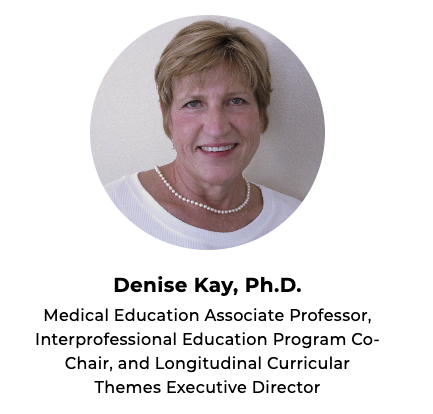 Denise Kay, Ph.D.
Medical Education Associate Professor,
Interprofessional Education Program Co-
Chair, and Longitudinal Curricular
Themes Executive Director